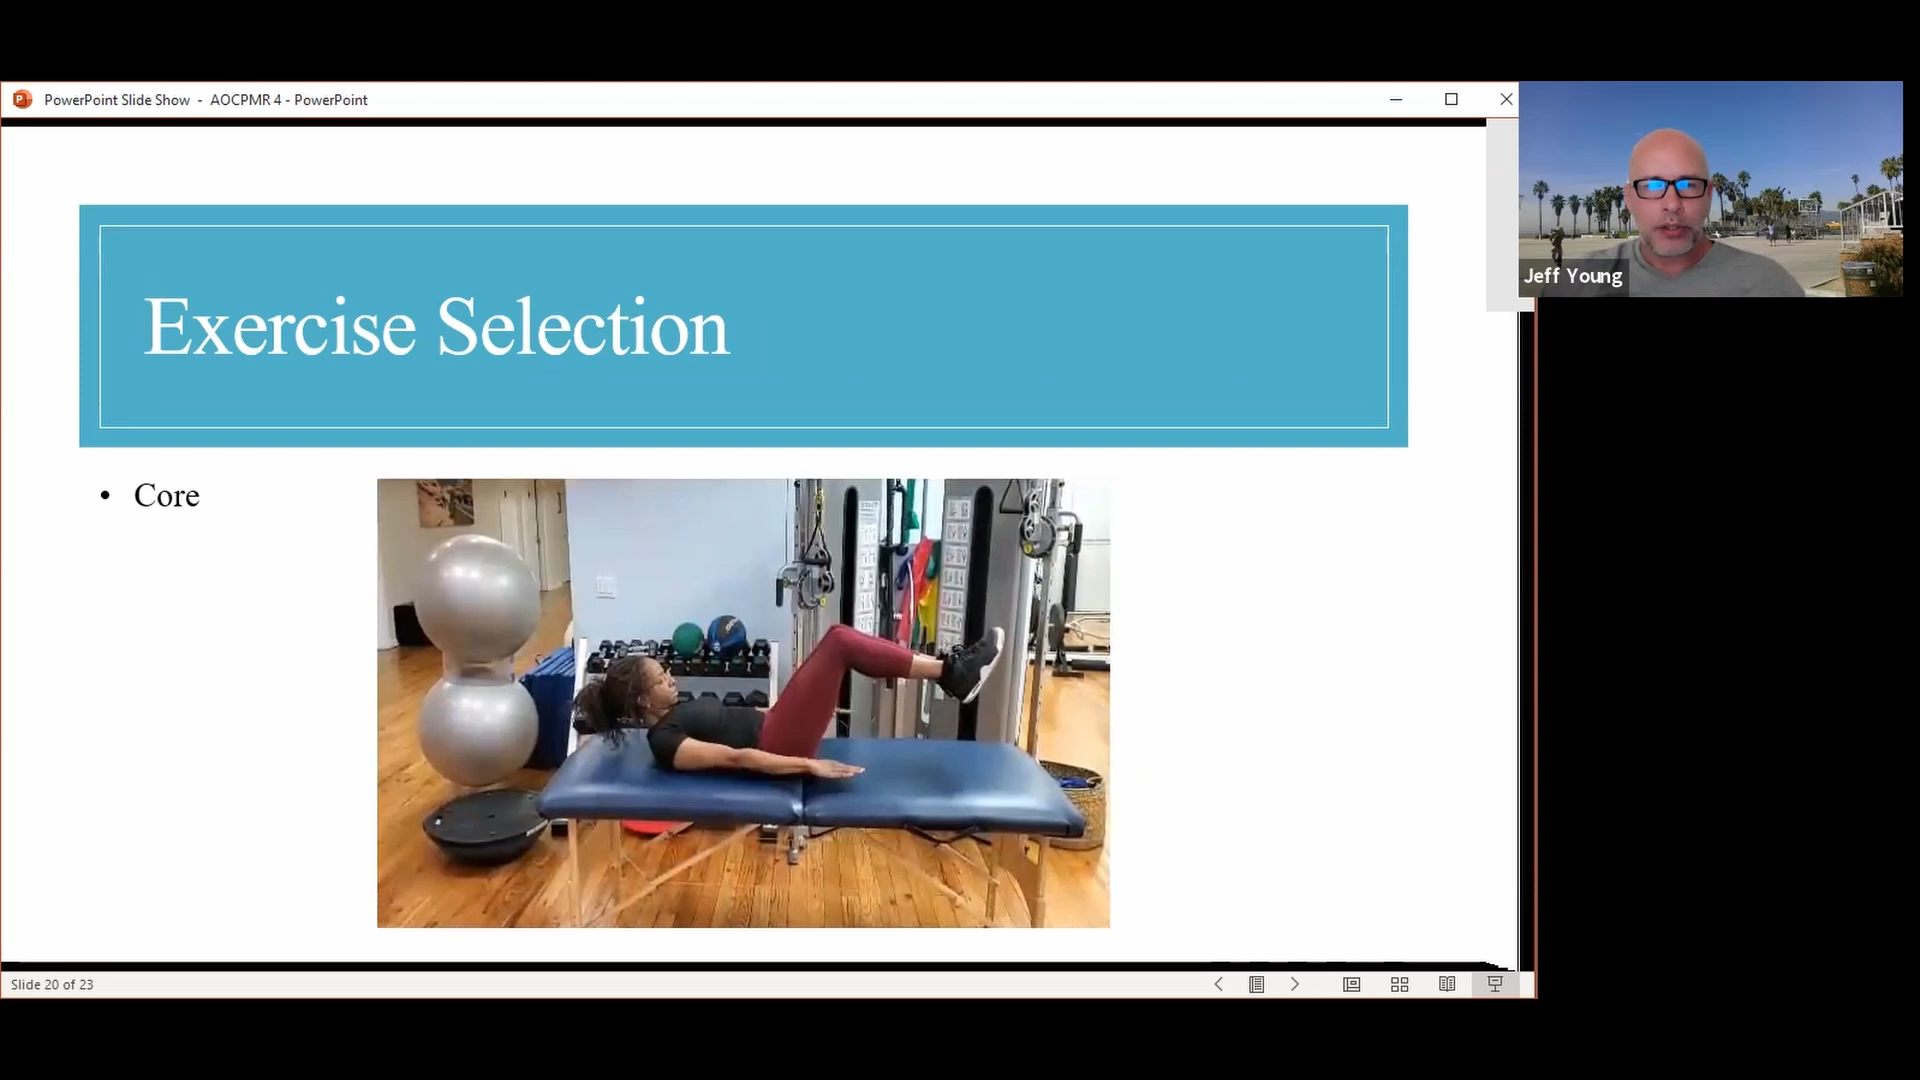 PowerPoint Slide Show - AOCPMR 4 - PowerPoint
Jeff Young
Exercise Selection
• Core
Slide 20 of 23